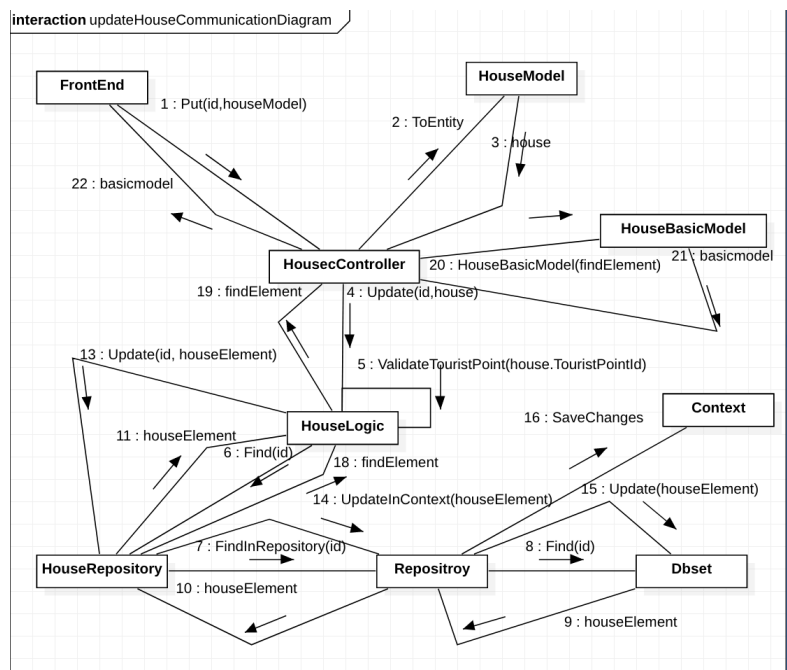 interaction updateHouseCommunicationDiagram
FrontEnd
HouseModel
1 : Put(id,houseModel)
2 : ToEntity
3 : house
22 : basicmodel
HouseBasicModel
HousecController
20 : HouseBasicModel(findElement)
21 : basicmodel
19 : findElement
4 : Update(id,house)
13 : Update(id, houseElement)
5 : ValidateTouristPoint(house.TouristPointId)
Context
HouseLogic
16 : SaveChanges
11 : houseElement
6 : Find(id)
18 : findElement
14 : UpdateInContext(houseElement)
15 : Update(houseElement)
7 : FindInRepository(id)
8 : Find(id)
HouseRepository
Repositroy
Dbset
10 : houseElement
9 : houseElement